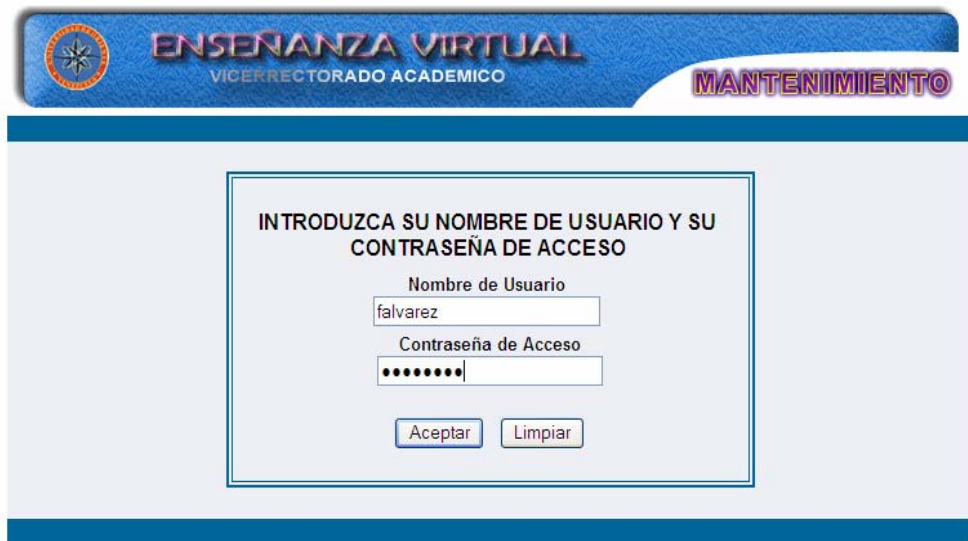 ENSEÑANZA VIRTUAL
VICERRECTORADO ACADEMICO
MANTENIMIENTO
INTRODUZCA SU NOMBRE DE USUARIO Y SU
CONTRASEÑA DE ACCESO
Nombre de Usuario
falvarez
Contraseña de Acceso
••••••••
Aceptar Limpiar